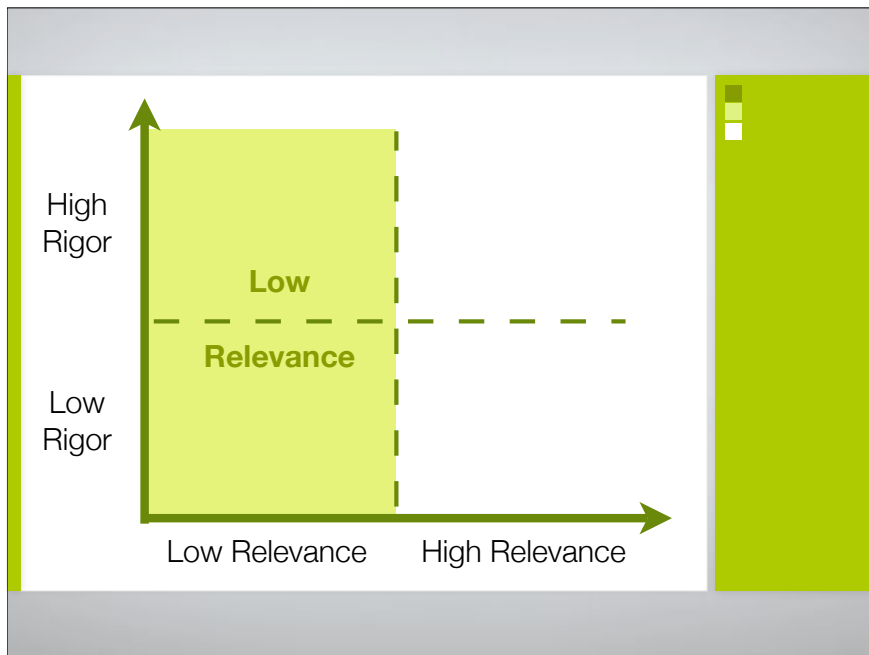 High
Rigor
Low
Relevance
Low
Rigor
Low Relevance
High Relevance